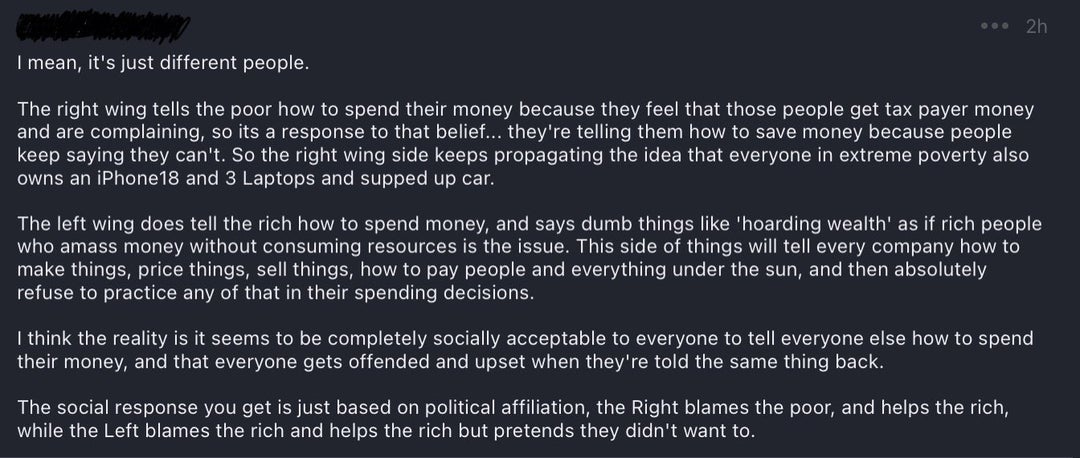 2h
I mean, it's just different people.
The right wing tells the poor how to spend their money because they feel that those people get tax payer money
and are complaining, so its a response to that belief... they're telling them how to save money because people
keep saying they can't. So the right wing side keeps propagating the idea that everyone in extreme poverty also
owns an iPhone18 and 3 Laptops and supped up car.
The left wing does tell the rich how to spend money, and says dumb things like 'hoarding wealth' as if rich people
who amass money without consuming resources is the issue. This side of things will tell every company how to
make things, price things, sell things, how to pay people and everything under the sun, and then absolutely
refuse to practice any of that in their spending decisions.
I think the reality is it seems to be completely socially acceptable to everyone to tell everyone else how to spend
their money, and that everyone gets offended and upset when they're told the same thing back.
The social response you get is just based on political affiliation, the Right blames the poor, and helps the rich,
while the Left blames the rich and helps the rich but pretends they didn't want to.